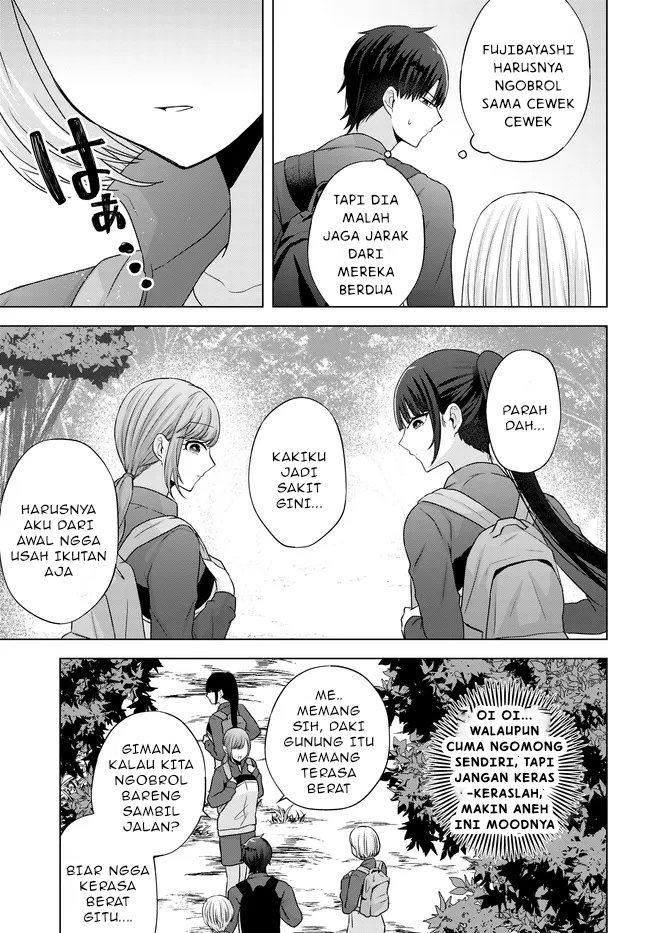 FUJIBAYASHI
HARUSNYA
NGOBROL
SAMA CEWEK
CEWEK
TAPI DIA
MALAH
JAGA JARAK
DARI
MEREKA
BERDUA
はぁ
PARAH
DAH...
KAKIKU
JADI
SAKIT
GINI...
HARUSNYA
AKU DARI
AWAL NGGA
USAH IKUTAN
AJA
OI OI...
WALAUPUN
CUMA NGOMONG
SENDIRI, TAPI
JANGAN KERAS
-KERASLAH,
MAKIN ANEH
INI MOODNYA
ME..
MEMANG
SIH, DAKI
GUNUNG ITU
MEMANG
TERASA
BERAT
GIMANA
KALAU KITA
NGOBROL
BARENG
SAMBIL
JALAN?
BIAR NGGA
KERASA
BERAT
GITU....